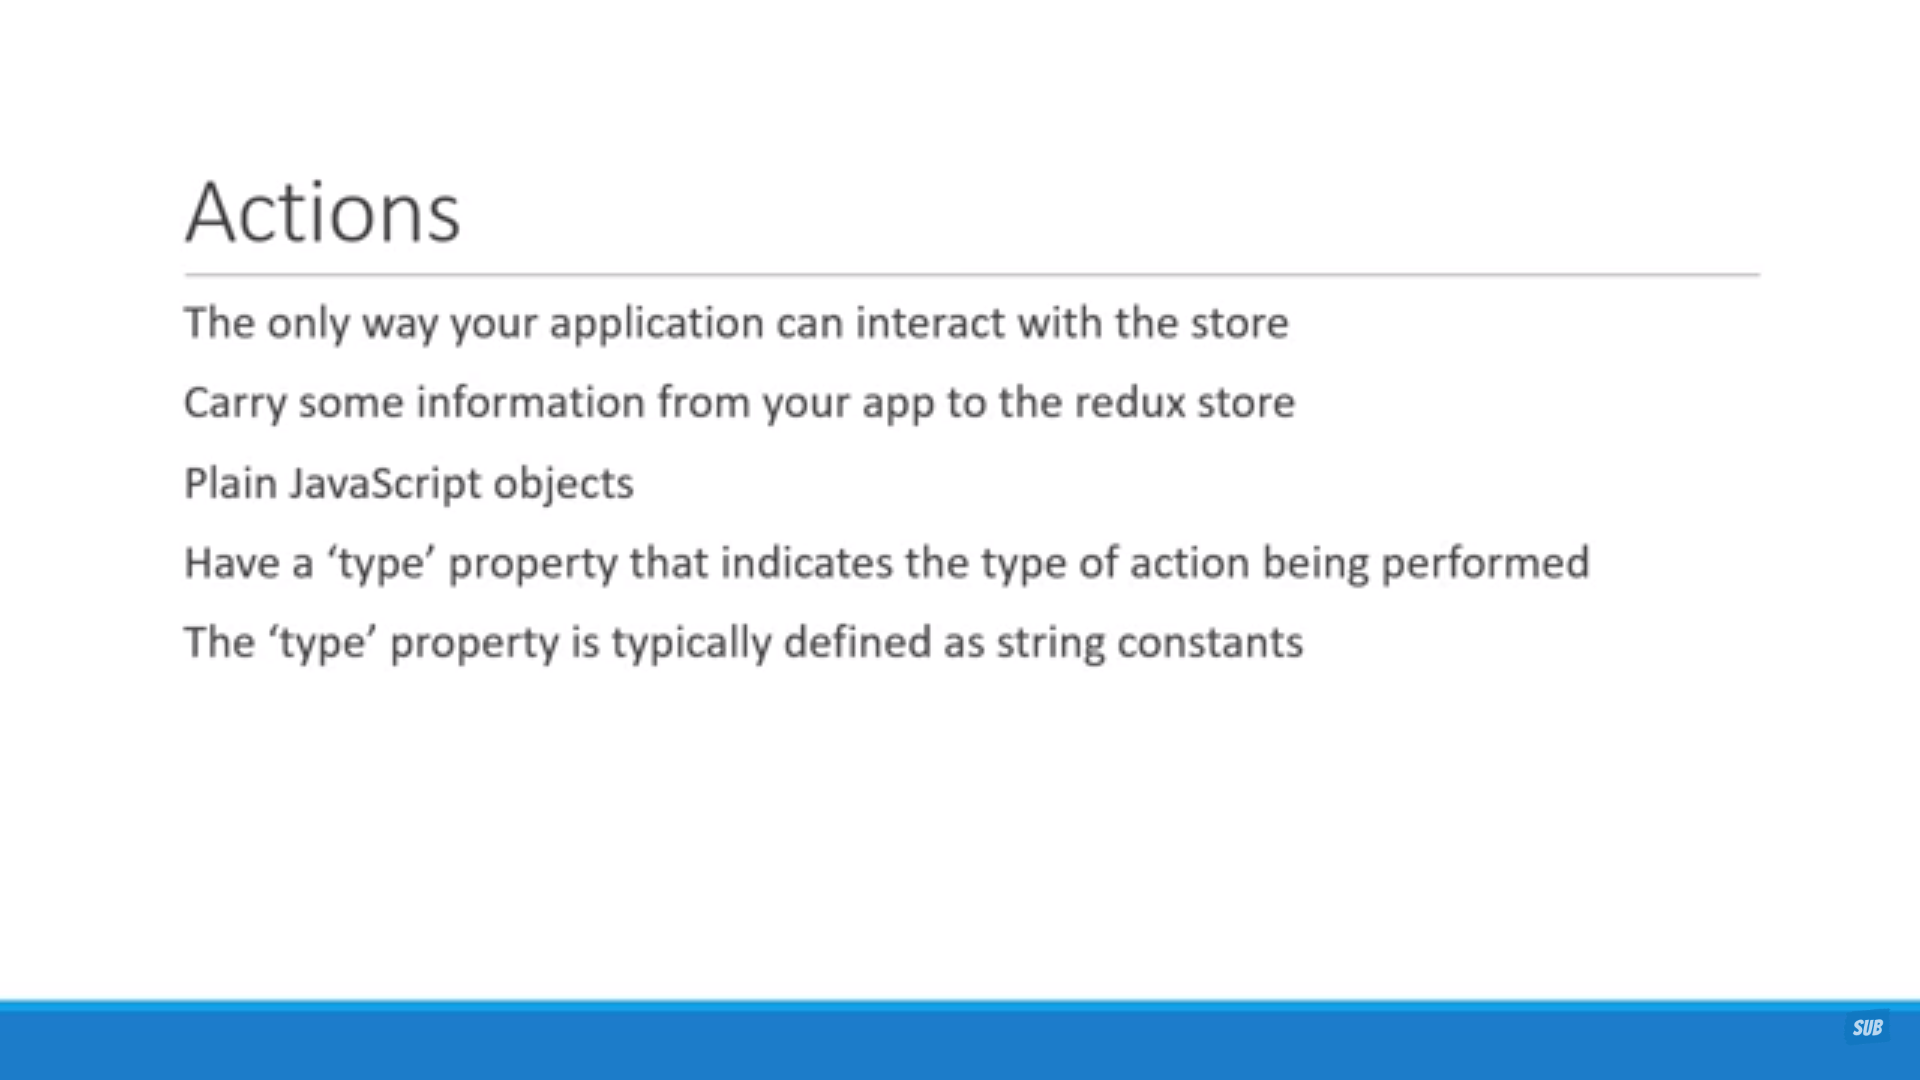 Actions
The only way your application can interact with the store
Carry some information from your app to the redux store
Plain JavaScript objects
Have a ‘type’ property that indicates the type of action being performed
The ‘type’ property is typically defined as string constants
SUB